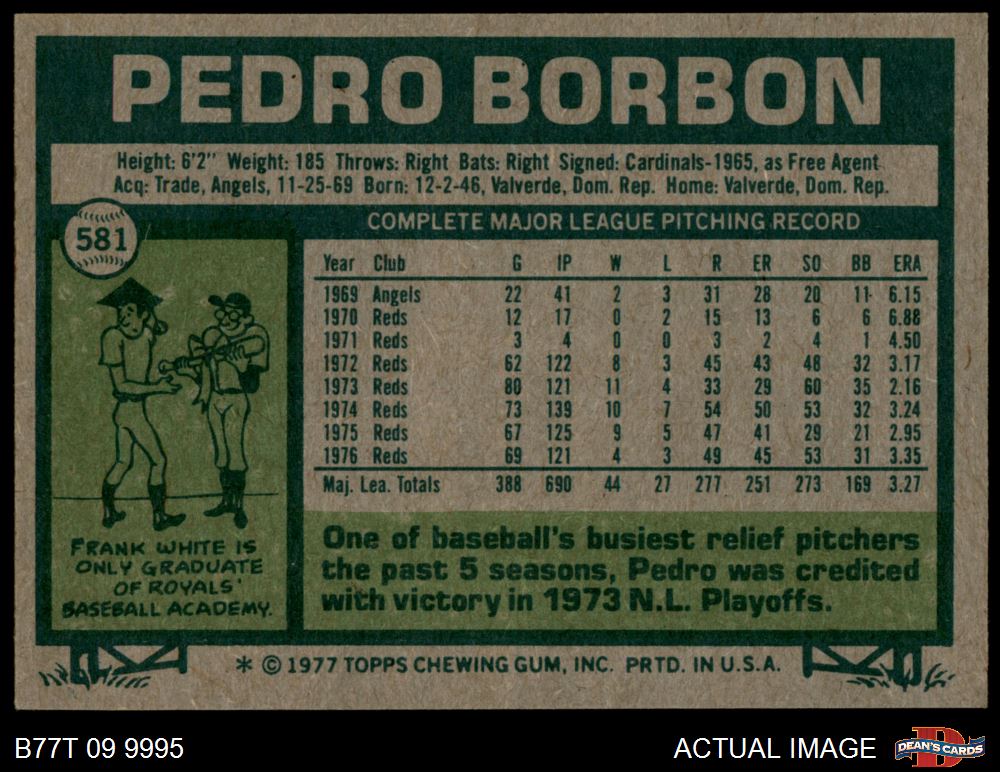 PEDRO BORBON
Height: 6'2" Weight: 185 Throws: Right Bats: Right Signed: Cardinals-1965, as Free Agent
Acq: Trade, Angels, 11-25-69 Born: 12-2-46, Valverde, Dom. Rep. Home: Valverde, Dom. Rep.
581
COMPLETE MAJOR LEAGUE PITCHING RECORD
Year Club G IP W L R ER SO BB ERA
1969 Angels 22 41 2 3 31 28 20 11 6.15
1970 Reds 12 17 0 2 15 13 6 6 6.88
1971 Reds 3 4 0 0 3 2 4 1 4.50
1972 Reds 62 122 8 3 45 43 48 32 3.17
1973 Reds 80 121 11 4 33 29 60 35 2.16
1974 Reds 73 139 10 7 54 50 53 32 3.24
1975 Reds 67 125 9 5 47 41 29 21 2.95
1976 Reds 69 121 4 3 49 45 53 31 3.35
Maj. Lea. Totals 388 690 44 27 277 251 273 169 3.27
FRANK WHITE IS
ONLY GRADUATE
OF ROYALS'
BASEBALL ACADEMY.
One of baseball's busiest relief pitchers
the past 5 seasons, Pedro was credited
with victory in 1973 N.L. Playoffs.
* © 1977 TOPPS CHEWING GUM, INC. PRTD. IN U.S.A.
B77T 09 9995
ACTUAL IMAGE
D
DEAN'S CARDS